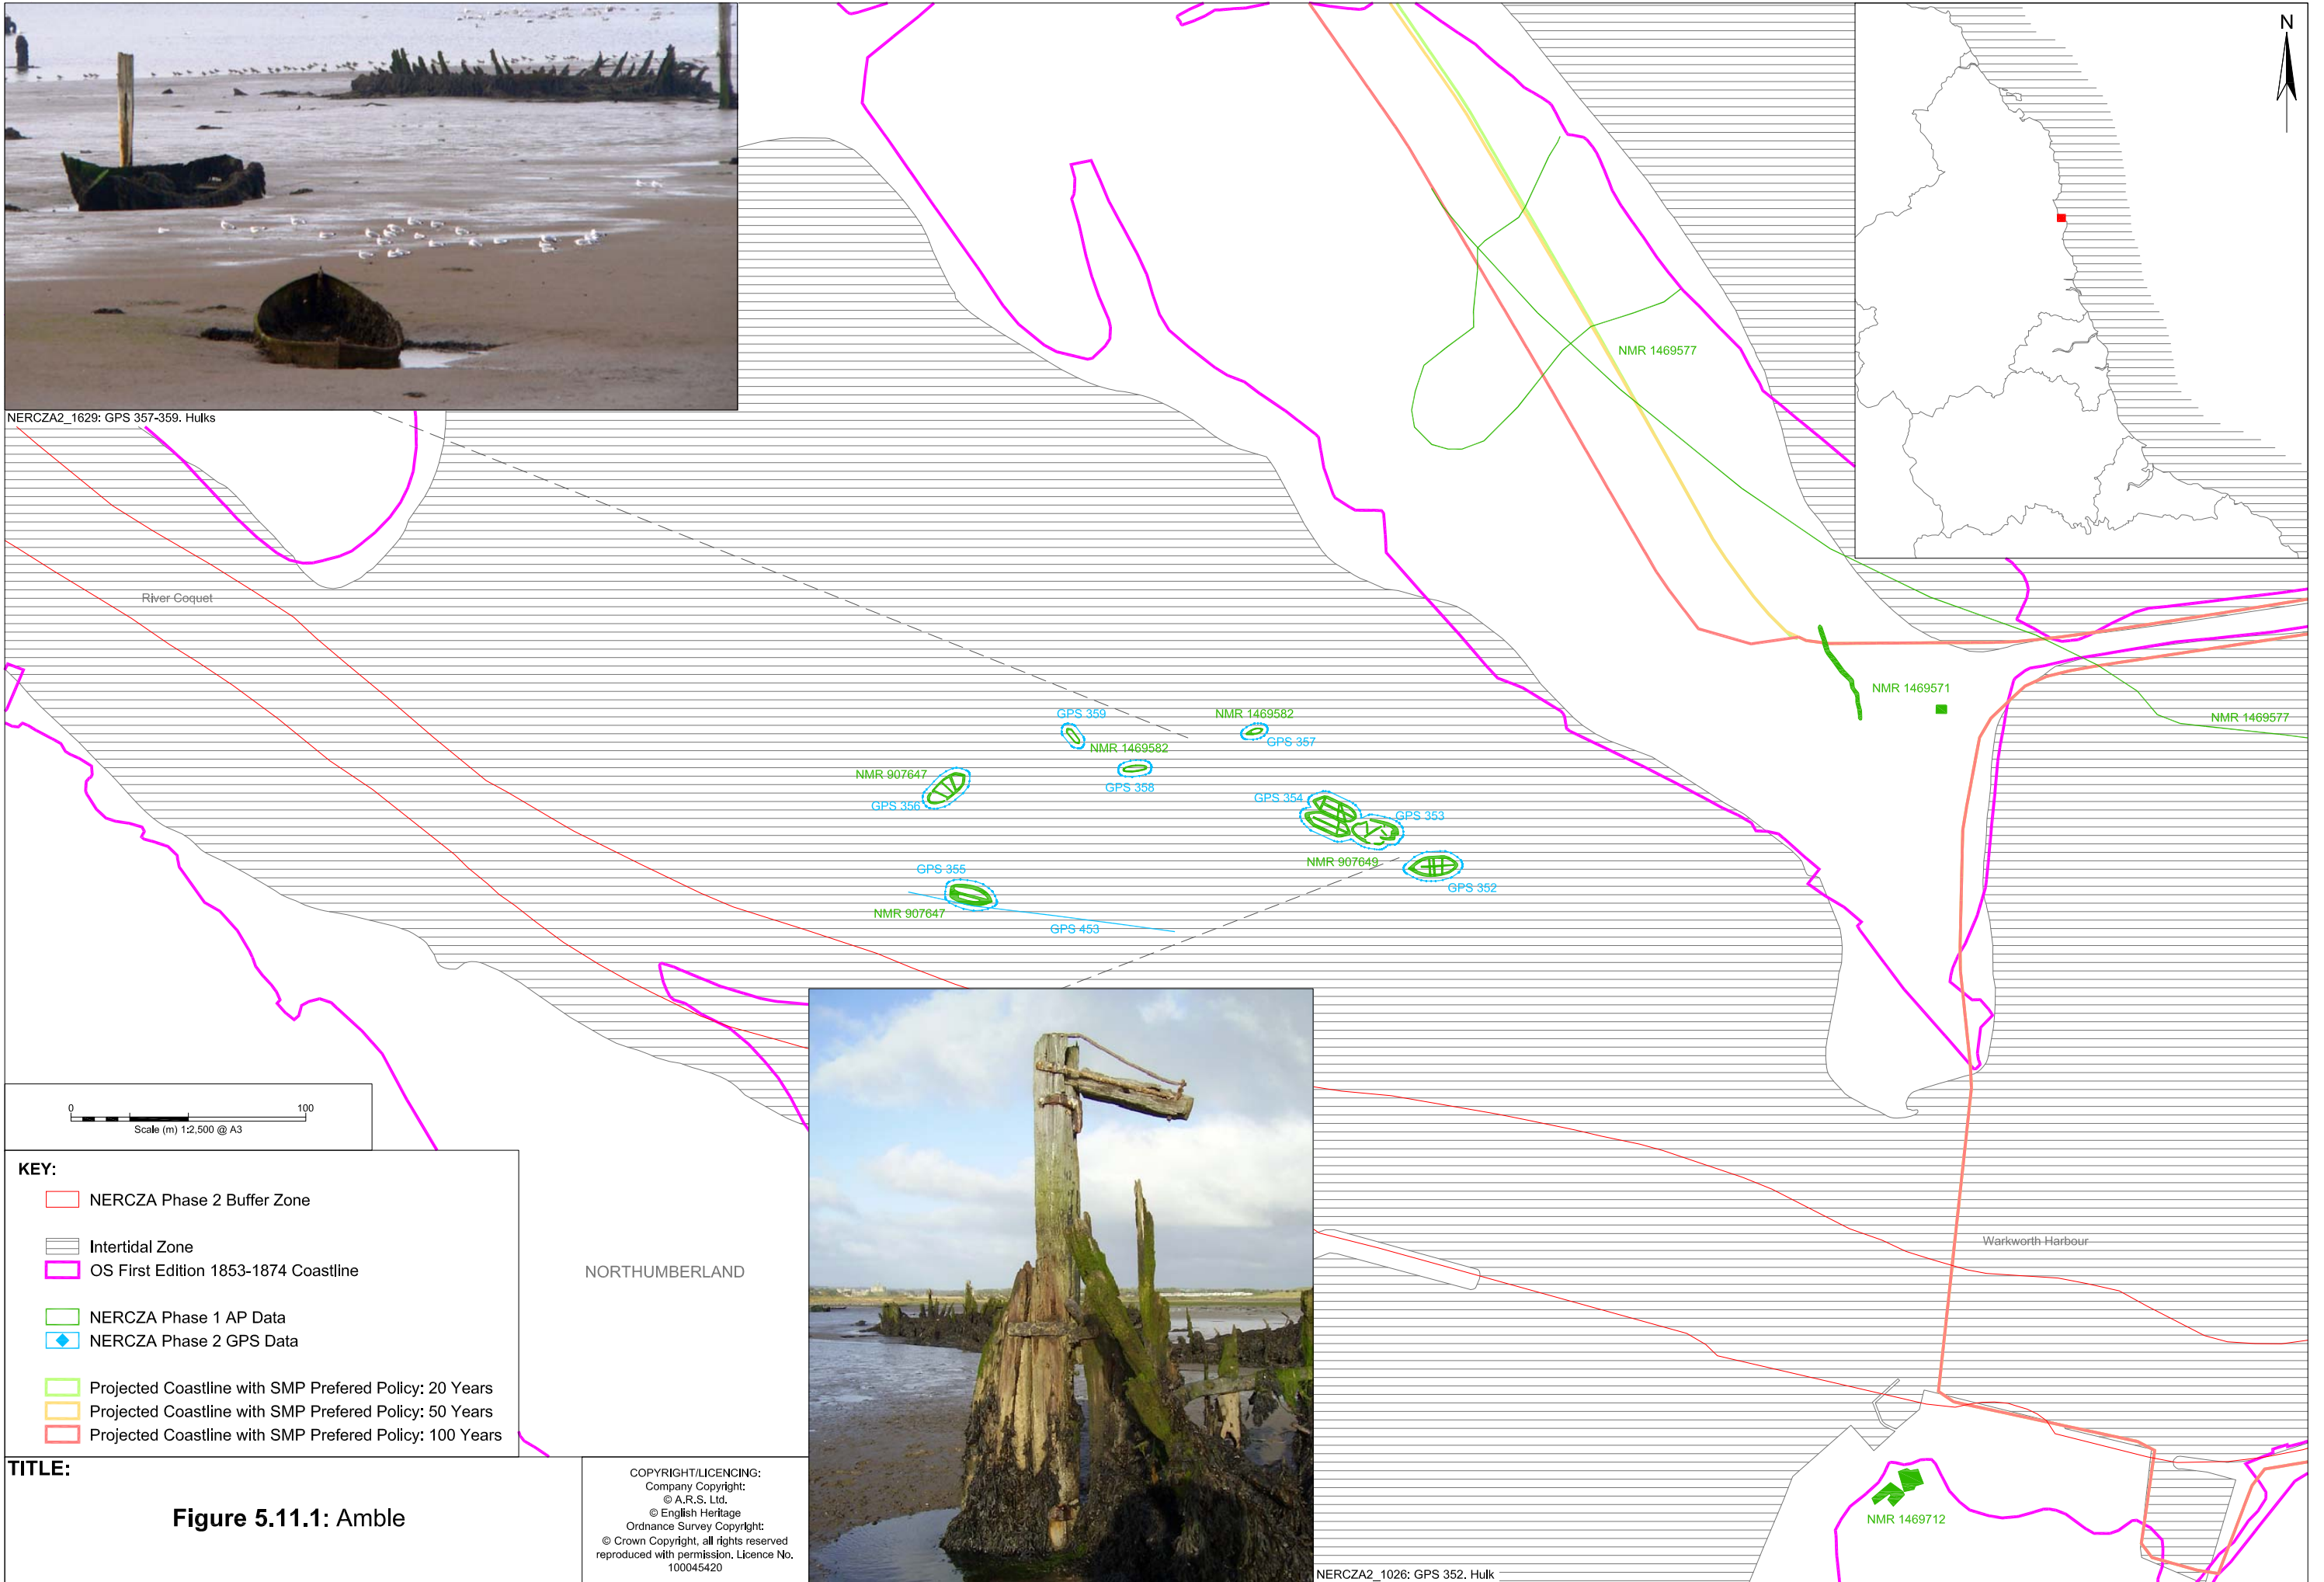 N
NERCZA2_1629: GPS 357-359. Hulks
NMR 1469577
River Coquet
NMR 1469571
NMR 1469577
GPS 359
NMR 1469582
GPS 357
NMR 1469582
NMR 907647
GPS 358
GPS 356
GPS 354
GPS 353
NMR 907649
GPS 352
GPS 355
NMR 907647
GPS 453
0 100
Scale (m) 1:2,500 @ A3
KEY:
NERCZA Phase 2 Buffer Zone
Intertidal Zone
OS First Edition 1853-1874 Coastline
NERCZA Phase 1 AP Data
NERCZA Phase 2 GPS Data
Projected Coastline with SMP Prefered Policy: 20 Years
Projected Coastline with SMP Prefered Policy: 50 Years
Projected Coastline with SMP Prefered Policy: 100 Years
NORTHUMBERLAND
Warkworth Harbour
NMR 1469712
TITLE:
Figure 5.11.1: Amble
COPYRIGHT/LICENCING:
Company Copyright:
© A.R.S. Ltd.
© English Heritage
Ordnance Survey Copyright:
© Crown Copyright, all rights reserved
reproduced with permission. Licence No.
100045420
NERCZA2_1026: GPS 352. Hulk